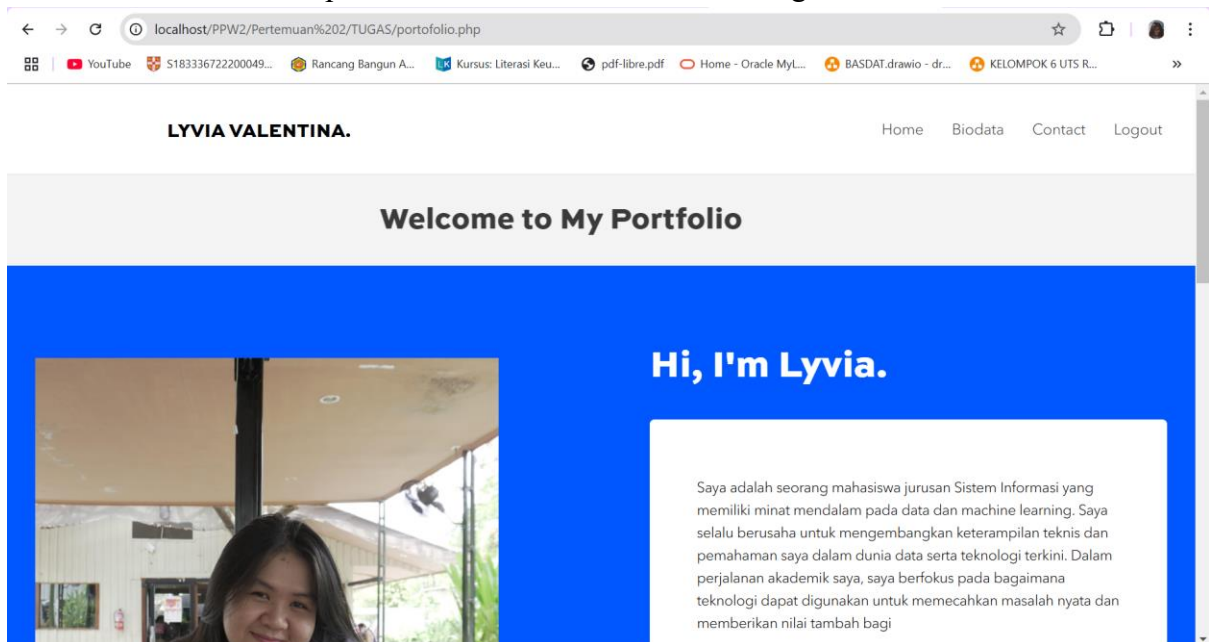 localhost/PPW2/Pertemuan%202/TUGAS/portofolio.php
YouTube S183336722200049... Rancang Bangun A... Kursus: Literasi Keu... pdf-libre.pdf Home - Oracle MyL... BASDAT.drawio - dr... KELOMPOK 6 UTS R... »
LYVIA VALENTINA. Home Biodata Contact Logout
Welcome to My Portfolio
Hi, I'm Lyvia.
Saya adalah seorang mahasiswa jurusan Sistem Informasi yang
memiliki minat mendalam pada data dan machine learning. Saya
selalu berusaha untuk mengembangkan keterampilan teknis dan
pemahaman saya dalam dunia data serta teknologi terkini. Dalam
perjalanan akademik saya, saya berfokus pada bagaimana
teknologi dapat digunakan untuk memecahkan masalah nyata dan
memberikan nilai tambah bagi